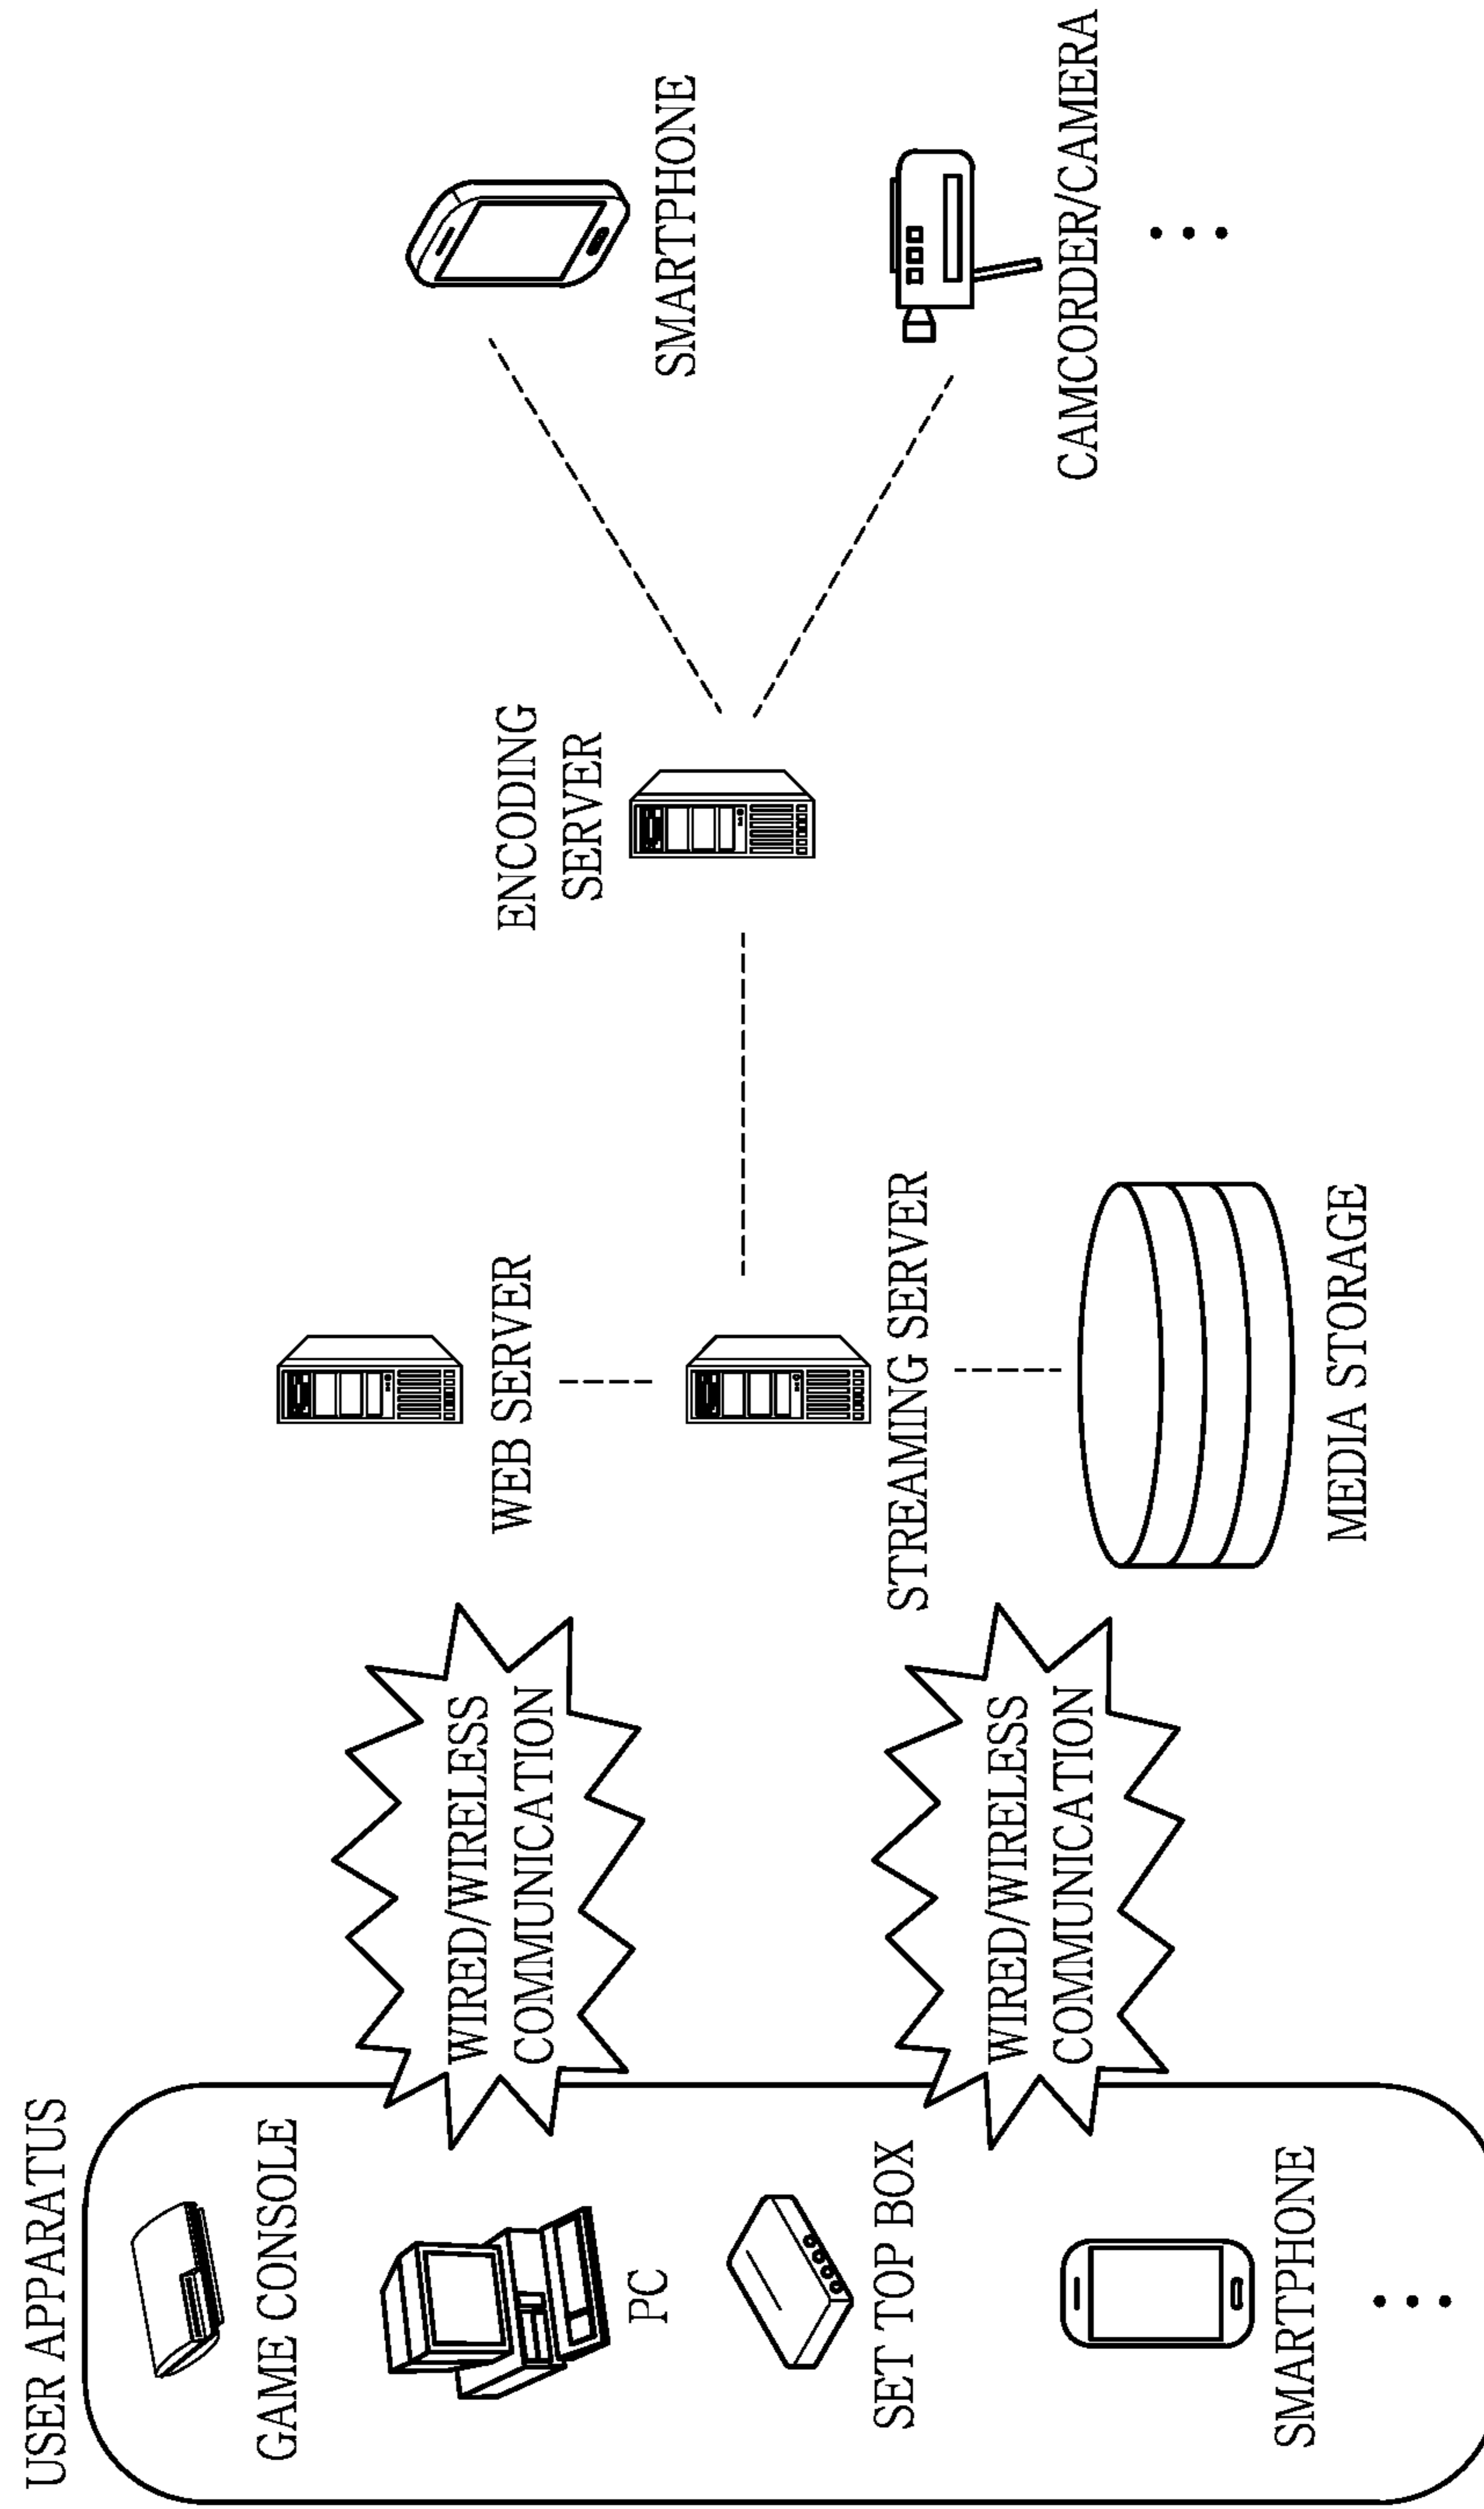 USER APPARATUS
GAME CONSOLE
PC
SET TOP BOX
SMARTPHONE
WIRED/WIRELESS
COMMUNICATION
WIRED/WIRELESS
COMMUNICATION
WEB SERVER
STREAMING SERVER
MEDIA STORAGE
ENCODING
SERVER
SMARTPHONE
CAMCORDER/CAMERA